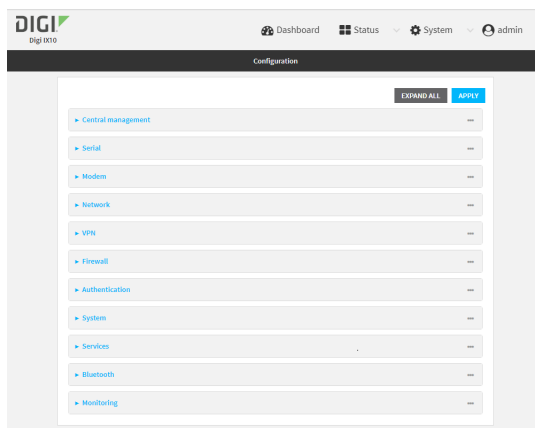 DIGI
Digi IX10
Dashboard Status System admin
Configuration
EXPAND ALL APPLY
Central management
Serial
Modem
Network
VPN
Firewall
Authentication
System
Services
Bluetooth
Monitoring